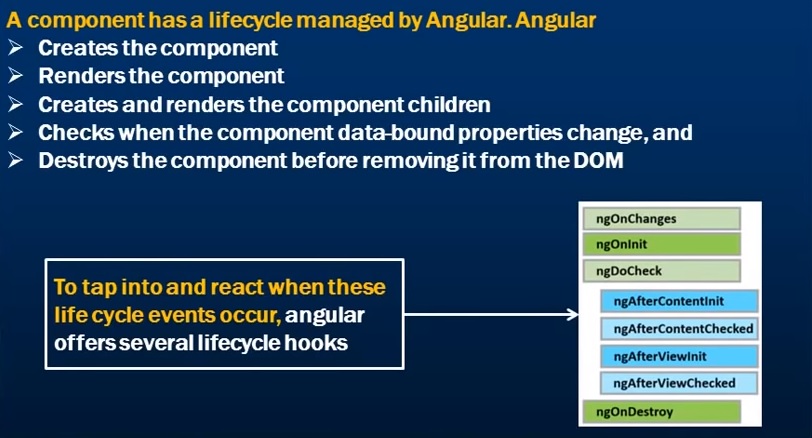 A component has a lifecycle managed by Angular. Angular
➢ Creates the component
➢ Renders the component
➢ Creates and renders the component children
➢ Checks when the component data-bound properties change, and
➢ Destroys the component before removing it from the DOM
To tap into and react when these
life cycle events occur, angular
offers several lifecycle hooks
ngOnChanges
ngOnInit
ngDoCheck
ngAfterContentInit
ngAfterContentChecked
ngAfterViewInit
ngAfterViewChecked
ngOnDestroy